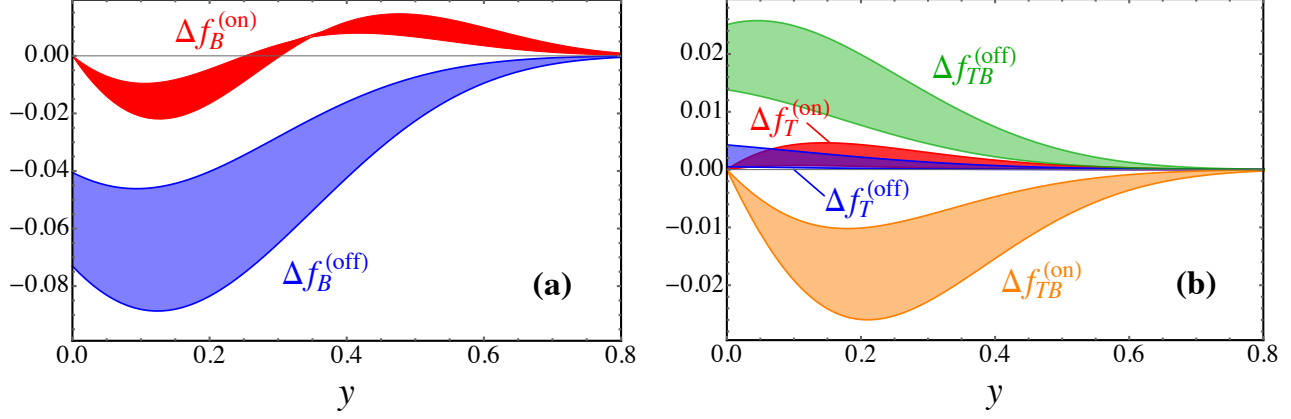 Δf_B^(on)
0.00
−0.02
−0.04
−0.06
−0.08
Δf_B^(off)
(a)
0.0 0.2 0.4 0.6 0.8
y
0.02
0.01
0.00
−0.01
−0.02
Δf_TB^(off)
Δf_T^(on)
Δf_T^(off)
Δf_TB^(on)
(b)
0.0 0.2 0.4 0.6 0.8
y